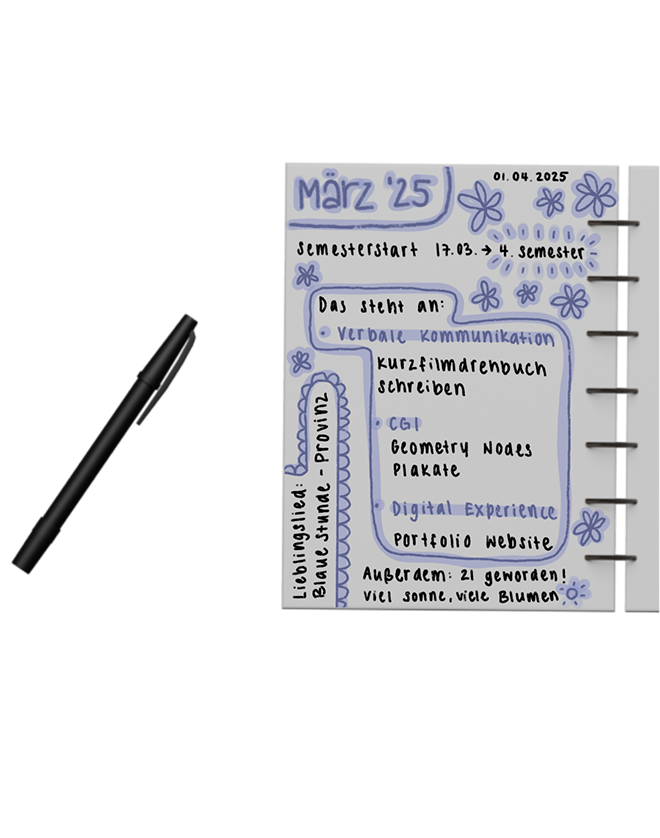 März '25
01.04.2025
Semesterstart 17.03. → 4. Semester
Das steht an:
• Verbale Kommunikation
Kurzfilmdrehbuch
schreiben
• CGI
Geometry Nodes
Plakate
• Digital Experience
Portfolio Website
Lieblingslied:
Blaue Stunde - Provinz
Außerdem: 21 geworden!
Viel Sonne, viele Blumen